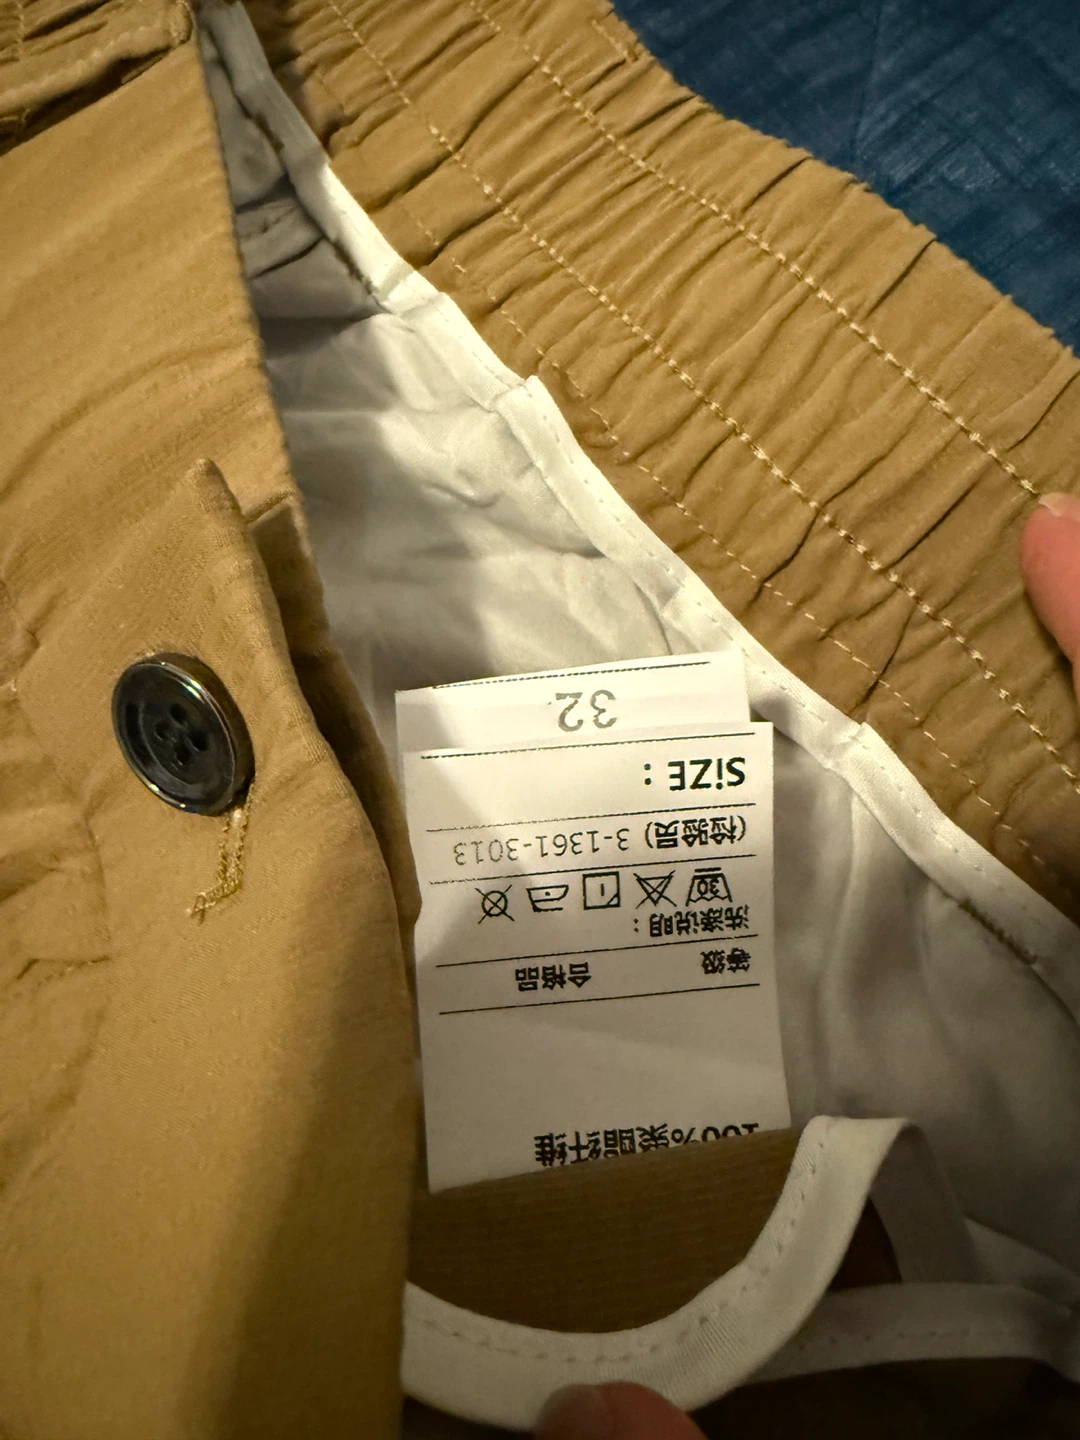 100%聚酯纤维
等级 合格品
洗涤说明：
30
(检验员) 3-1361-3013
SiZE :
32